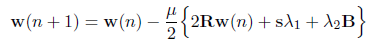 w(n + 1) = w(n) − μ/2 {2Rw(n) + sλ₁ + λ₂B}